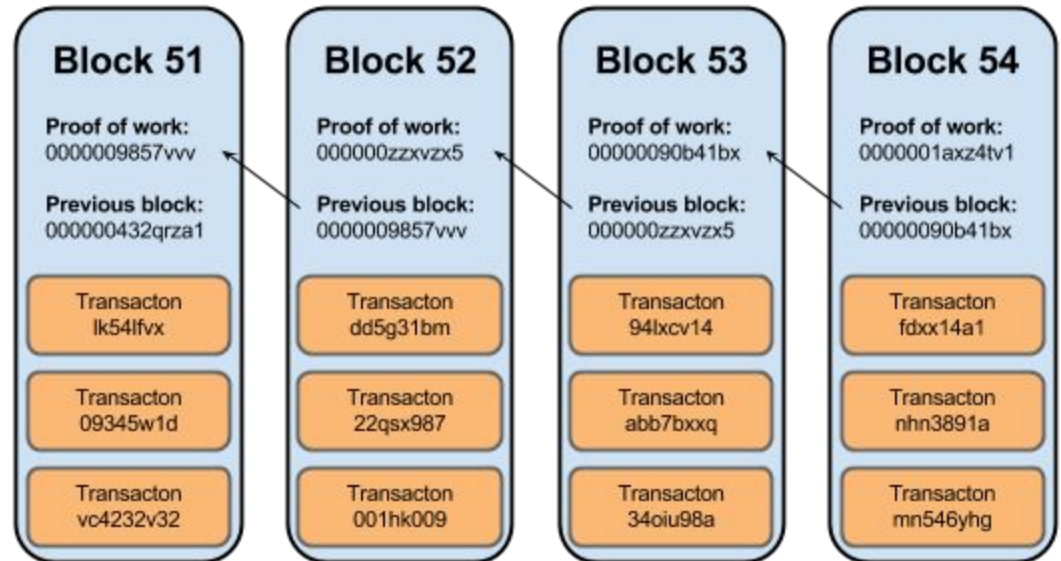 Block 51
Proof of work:
0000009857vvv
Previous block:
000000432qrza1
Transacton
lk54lfvx
Transacton
09345w1d
Transacton
vc4232v32
Block 52
Proof of work:
000000zzxvzx5
Previous block:
0000009857vvv
Transacton
dd5g31bm
Transacton
22qsx987
Transacton
001hk009
Block 53
Proof of work:
00000090b41bx
Previous block:
000000zzxvzx5
Transacton
94lxcv14
Transacton
abb7bxxq
Transacton
34oiu98a
Block 54
Proof of work:
0000001axz4tv1
Previous block:
00000090b41bx
Transacton
fdxx14a1
Transacton
nhn3891a
Transacton
mn546yhg